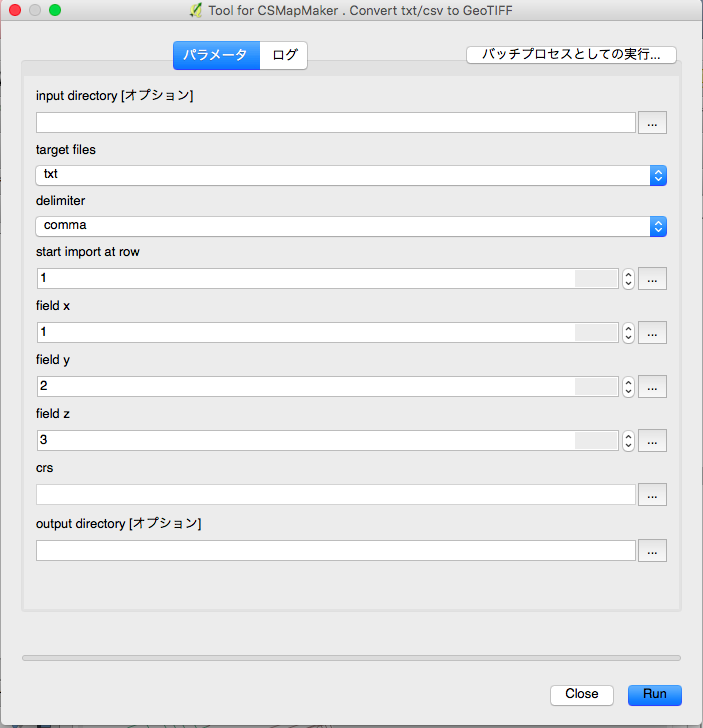 Tool for CSMapMaker . Convert txt/csv to GeoTIFF
パラメータ ログ バッチプロセスとしての実行...
input directory [オプション]
...
target files
txt
delimiter
comma
start import at row
1 ...
field x
1 ...
field y
2 ...
field z
3 ...
crs
...
output directory [オプション]
...
Close Run